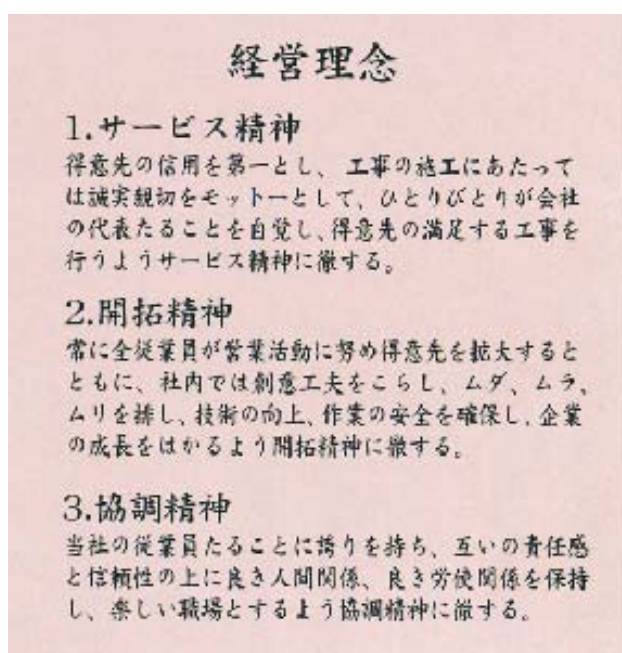 経営理念
1.サービス精神
得意先の信用を第一とし、工事の施工にあたって
は誠実親切をモットーとして、ひとりびとりが会社
の代表たることを自覚し、得意先の満足する工事を
行うようサービス精神に徹する。
2.開拓精神
常に全従業員が営業活動に努め得意先を拡大すると
ともに、社内では創意工夫をこらし、ムダ、ムラ、
ムリを排し、技術の向上、作業の安全を確保し、企業
の成長をはかるよう開拓精神に徹する。
3.協調精神
当社の従業員たることに誇りを持ち、互いの責任感
と信頼性の上に良き人間関係、良き労使関係を保持
し、楽しい職場とするよう協調精神に徹する。